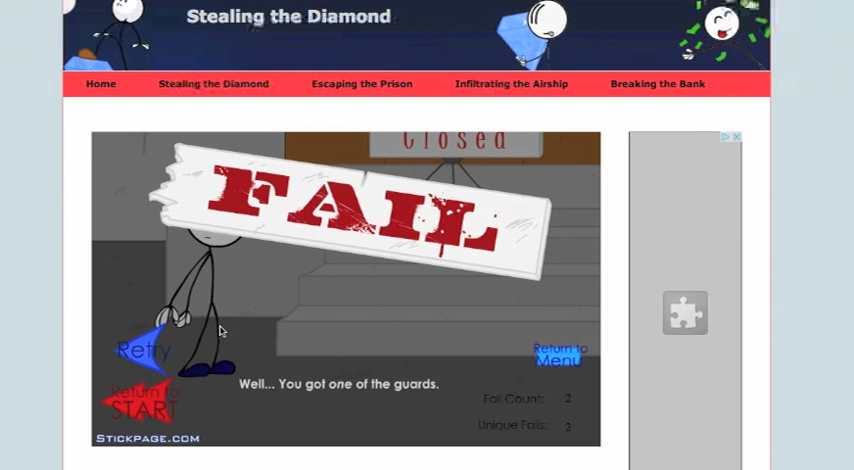 Stealing the Diamond
Home Stealing the Diamond Escaping the Prison Infiltrating the Airship Breaking the Bank
Closed
FAIL
Retry
Return to Menu
Well... You got one of the guards.
Return to START
Fail Count: 2
Unique Fails: 2
STICKPAGE.COM